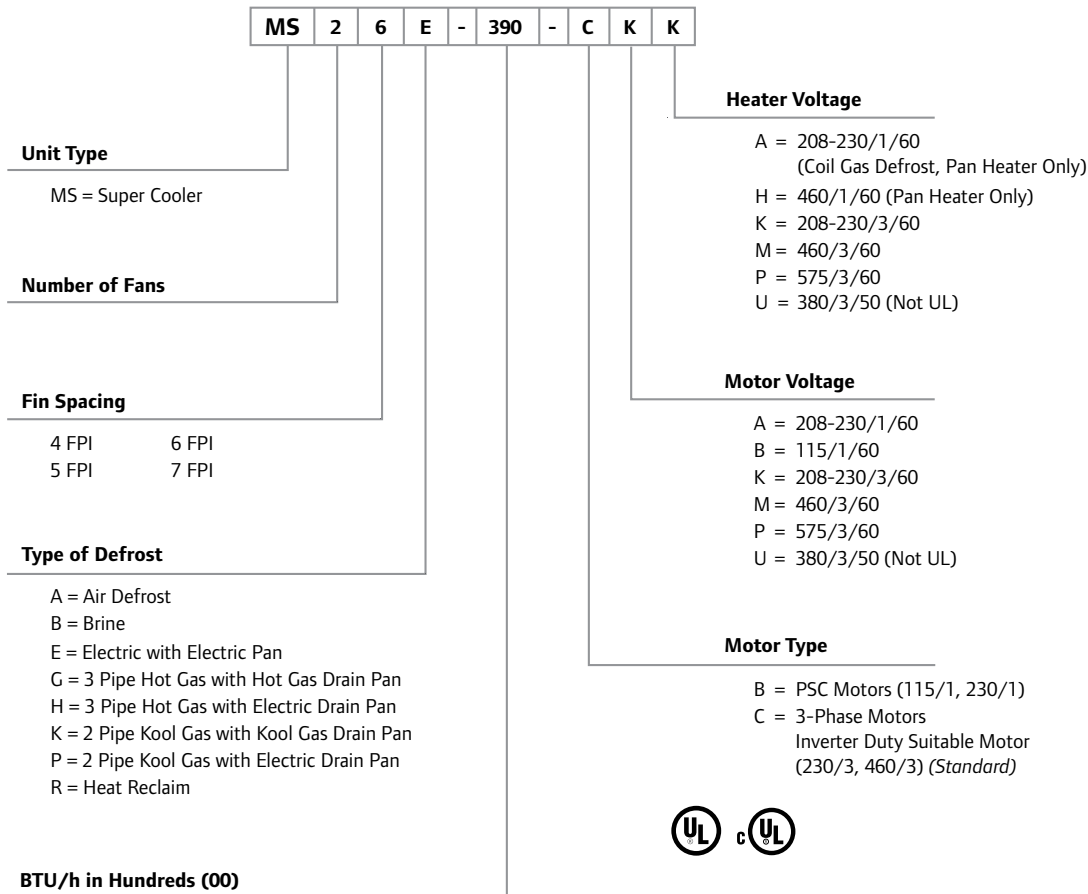 MS 2 6 E - 390 - C K K
Unit Type
MS = Super Cooler
Number of Fans
Fin Spacing
4 FPI 6 FPI
5 FPI 7 FPI
Type of Defrost
A = Air Defrost
B = Brine
E = Electric with Electric Pan
G = 3 Pipe Hot Gas with Hot Gas Drain Pan
H = 3 Pipe Hot Gas with Electric Drain Pan
K = 2 Pipe Kool Gas with Kool Gas Drain Pan
P = 2 Pipe Kool Gas with Electric Drain Pan
R = Heat Reclaim
BTU/h in Hundreds (00)
Heater Voltage
A = 208-230/1/60
(Coil Gas Defrost, Pan Heater Only)
H = 460/1/60 (Pan Heater Only)
K = 208-230/3/60
M = 460/3/60
P = 575/3/60
U = 380/3/50 (Not UL)
Motor Voltage
A = 208-230/1/60
B = 115/1/60
K = 208-230/3/60
M = 460/3/60
P = 575/3/60
U = 380/3/50 (Not UL)
Motor Type
B = PSC Motors (115/1, 230/1)
C = 3-Phase Motors
Inverter Duty Suitable Motor
(230/3, 460/3) (Standard)
UL ® c UL ®